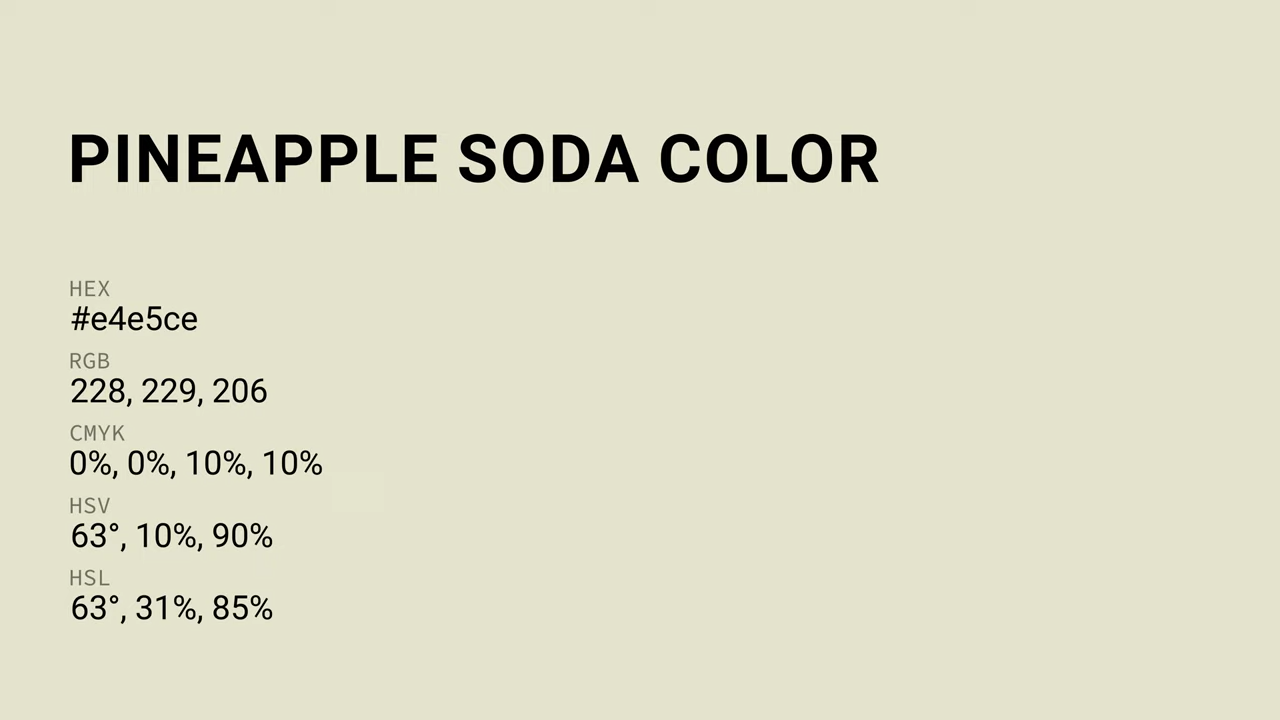 PINEAPPLE SODA COLOR
HEX
#e4e5ce
RGB
228, 229, 206
CMYK
0%, 0%, 10%, 10%
HSV
63°, 10%, 90%
HSL
63°, 31%, 85%